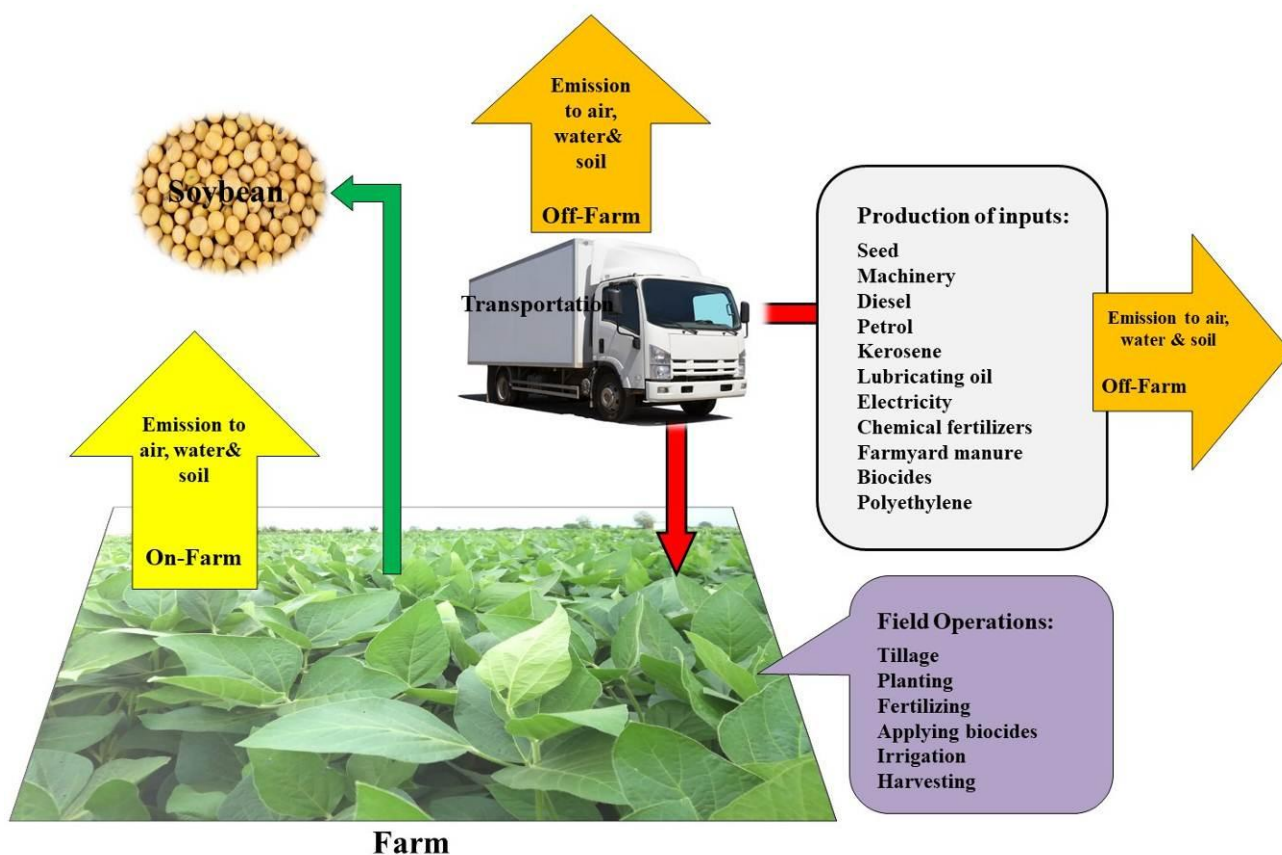 Emission
to air,
water&
soil
Off-Farm
Soybean
Transportation
Production of inputs:
Seed
Machinery
Diesel
Petrol
Kerosene
Lubricating oil
Electricity
Chemical fertilizers
Farmyard manure
Biocides
Polyethylene
Emission to air,
water & soil
Off-Farm
Emission to
air, water&
soil
On-Farm
Field Operations:
Tillage
Planting
Fertilizing
Applying biocides
Irrigation
Harvesting
Farm